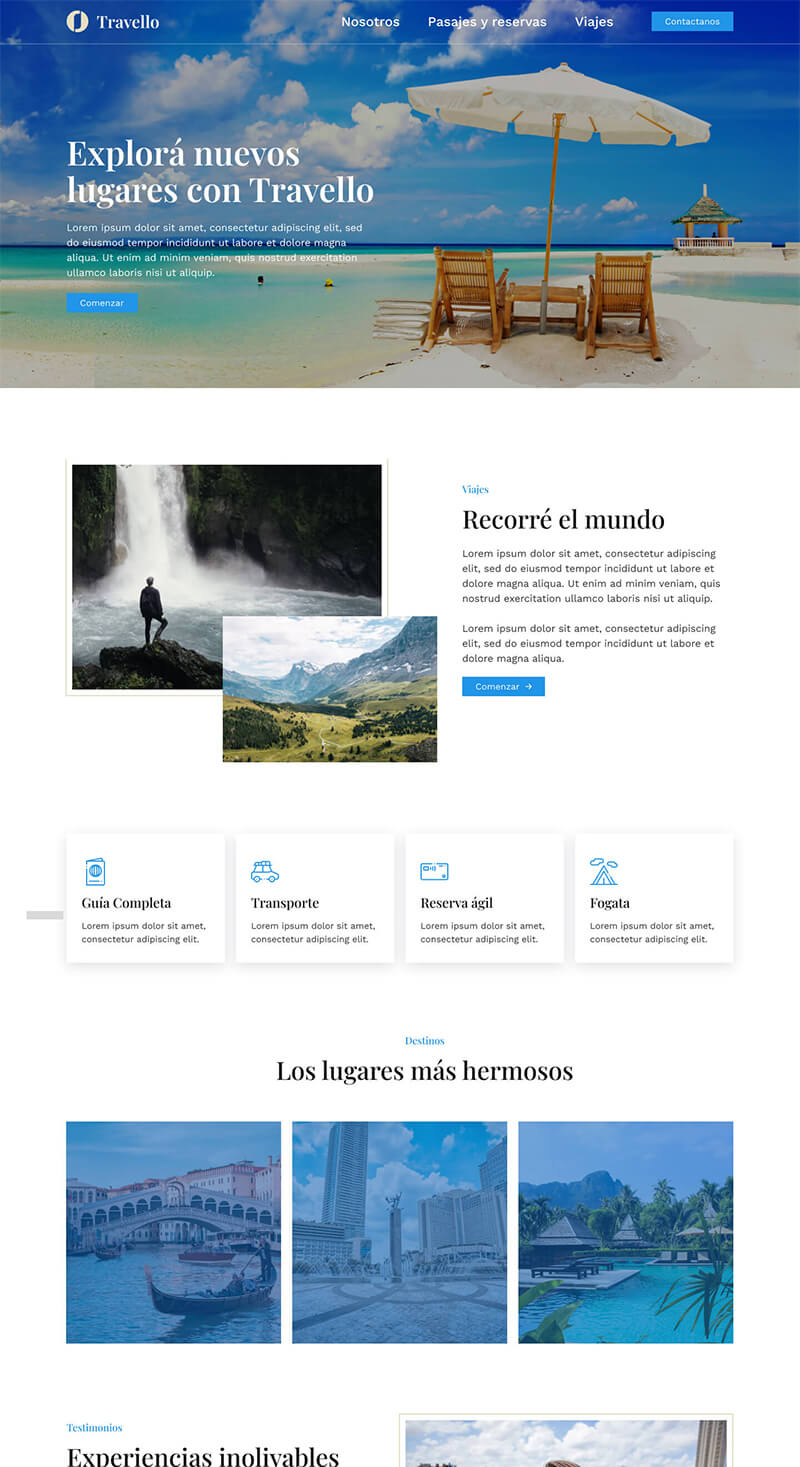 Travello
Nosotros
Pasajes y reservas
Viajes
Contactanos
Explorá nuevos
lugares con Travello
Lorem ipsum dolor sit amet, consectetur adipiscing elit, sed
do eiusmod tempor incididunt ut labore et dolore magna
aliqua. Ut enim ad minim veniam, quis nostrud exercitation
ullamco laboris nisi ut aliquip.
Comenzar
Viajes
Recorré el mundo
Lorem ipsum dolor sit amet, consectetur adipiscing
elit, sed do eiusmod tempor incididunt ut labore et
dolore magna aliqua. Ut enim ad minim veniam, quis
nostrud exercitation ullamco laboris nisi ut aliquip.
Lorem ipsum dolor sit amet, consectetur adipiscing
elit, sed do eiusmod tempor incididunt ut labore et
dolore magna aliqua.
Comenzar →
Guía Completa
Lorem ipsum dolor sit amet,
consectetur adipiscing elit.
Transporte
Lorem ipsum dolor sit amet,
consectetur adipiscing elit.
Reserva ágil
Lorem ipsum dolor sit amet,
consectetur adipiscing elit.
Fogata
Lorem ipsum dolor sit amet,
consectetur adipiscing elit.
Destinos
Los lugares más hermosos
Testimonios
Experiencias inolivables